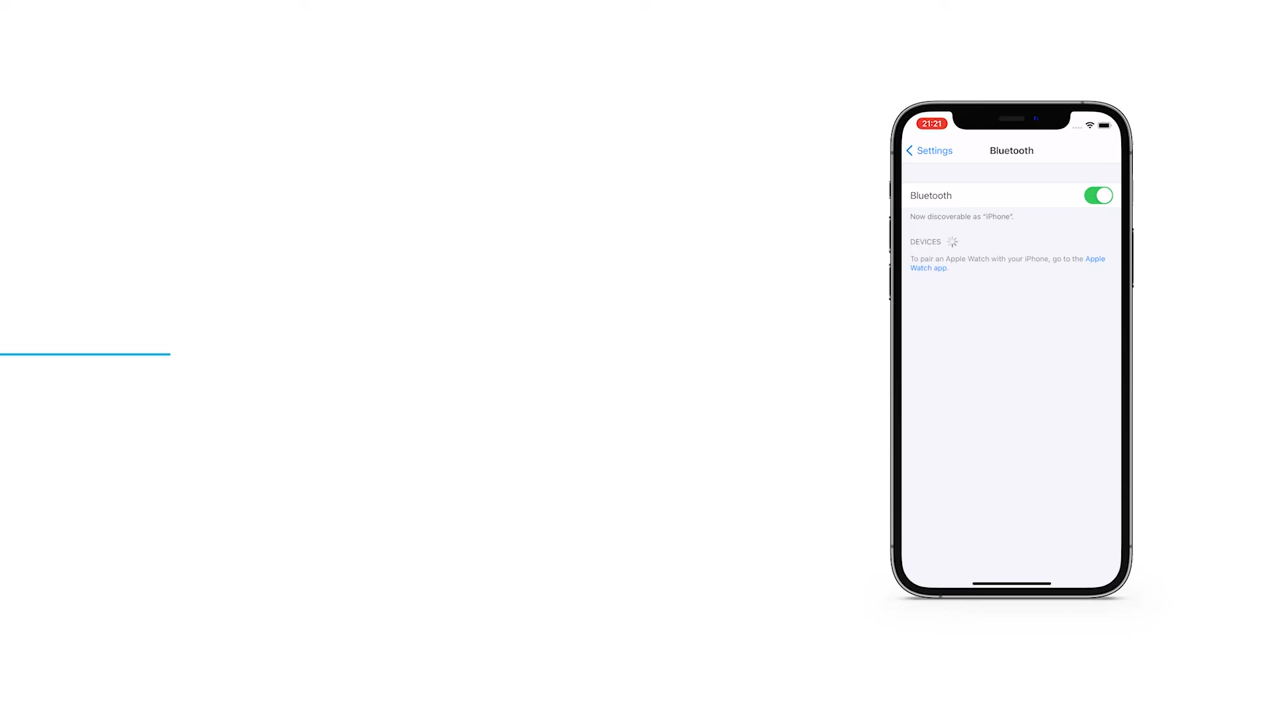 21:21
Settings
Bluetooth
Bluetooth
Now discoverable as “iPhone”.
DEVICES
To pair an Apple Watch with your iPhone, go to the Apple
Watch app.